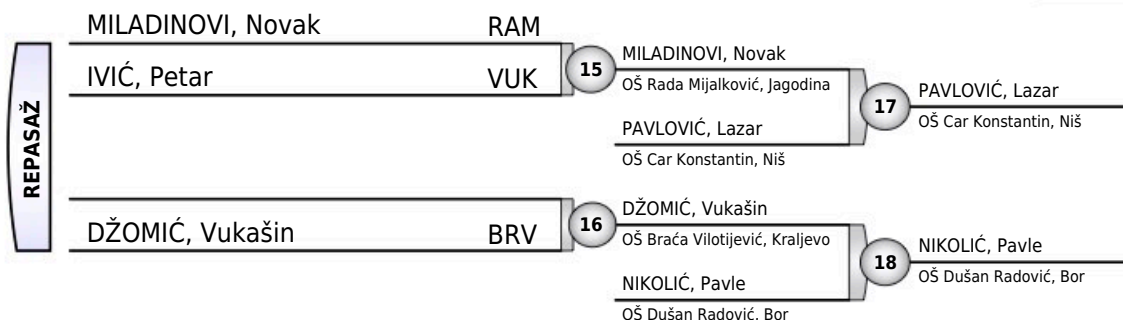 REPASAŽ
MILADINOVI, Novak RAM
IVIĆ, Petar VUK
15
MILADINOVI, Novak
OŠ Rada Mijalković, Jagodina
PAVLOVIĆ, Lazar
OŠ Car Konstantin, Niš
17
PAVLOVIĆ, Lazar
OŠ Car Konstantin, Niš
DŽOMIĆ, Vukašin BRV
16
DŽOMIĆ, Vukašin
OŠ Braća Vilotijević, Kraljevo
NIKOLIĆ, Pavle
OŠ Dušan Radović, Bor
18
NIKOLIĆ, Pavle
OŠ Dušan Radović, Bor